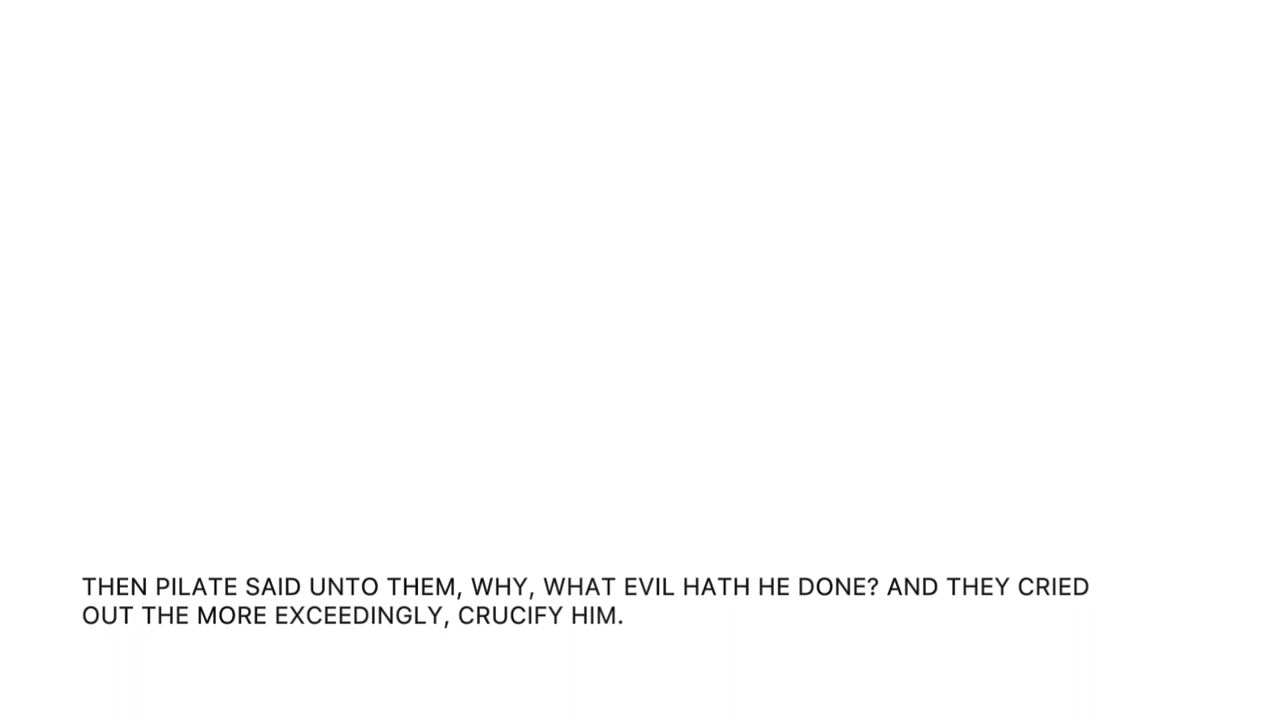 THEN PILATE SAID UNTO THEM, WHY, WHAT EVIL HATH HE DONE? AND THEY CRIED
OUT THE MORE EXCEEDINGLY, CRUCIFY HIM.